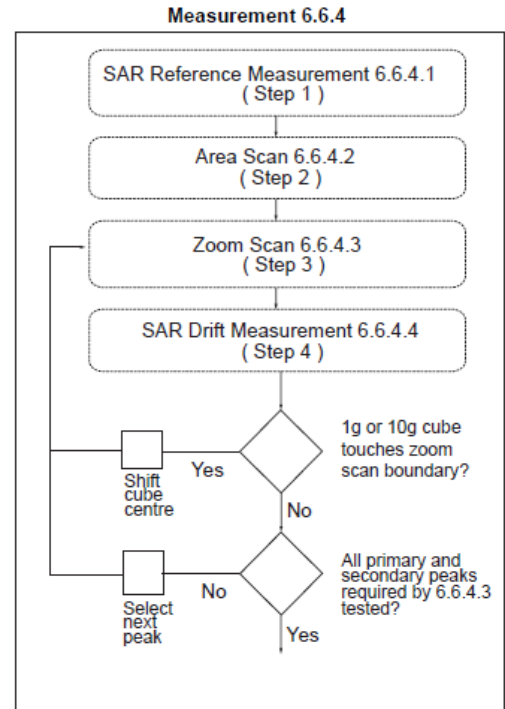 Measurement 6.6.4
SAR Reference Measurement 6.6.4.1
( Step 1 )
Area Scan 6.6.4.2
( Step 2 )
Zoom Scan 6.6.4.3
( Step 3 )
SAR Drift Measurement 6.6.4.4
( Step 4 )
1g or 10g cube
touches zoom
scan boundary?
Yes
Shift
cube
centre
No
All primary and
secondary peaks
required by 6.6.4.3
tested?
No
Select
next
peak
Yes